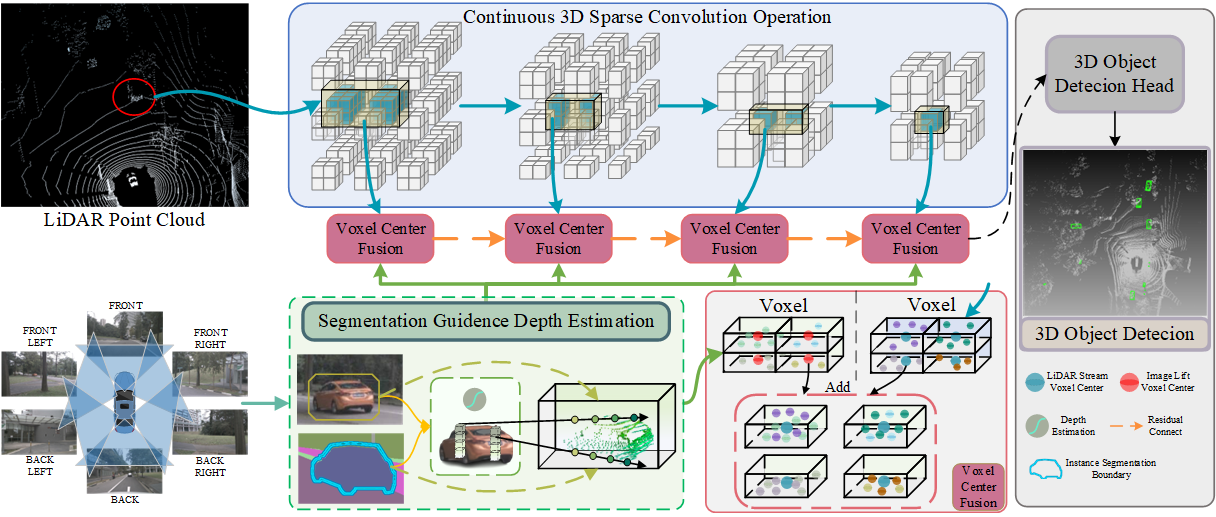 Continuous 3D Sparse Convolution Operation
LiDAR Point Cloud
Voxel Center
Fusion
Voxel Center
Fusion
Voxel Center
Fusion
Voxel Center
Fusion
3D Object
Detecion Head
3D Object Detecion
LiDAR Stream
Voxel Center
Image Lift
Voxel Center
Depth
Estimation
Residual
Connect
Instance Segmentation
Boundary
FRONT
FRONT
LEFT
FRONT
RIGHT
BACK
LEFT
BACK
RIGHT
BACK
Segmentation Guidence Depth Estimation
Voxel
Voxel
Add
Voxel
Center
Fusion